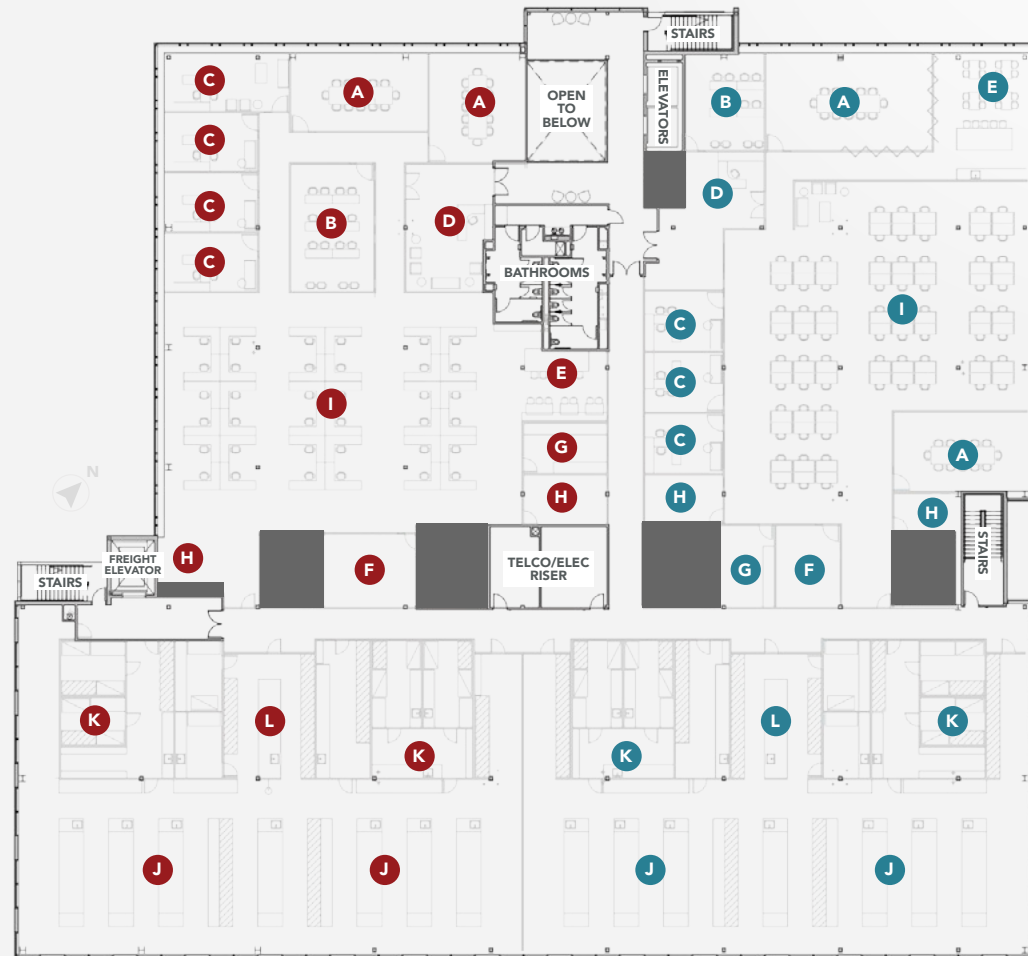 STAIRS
C
A
A
OPEN
TO
BELOW
ELEVATORS
B
A
E
C
C
B
D
D
C
BATHROOMS
I
C
C
E
C
I
C
G
A
H
H
H
STAIRS
H
FREIGHT
ELEVATOR
STAIRS
F
TELCO/ELEC
RISER
G
F
N
K
L
K
K
L
K
J
J
J
J